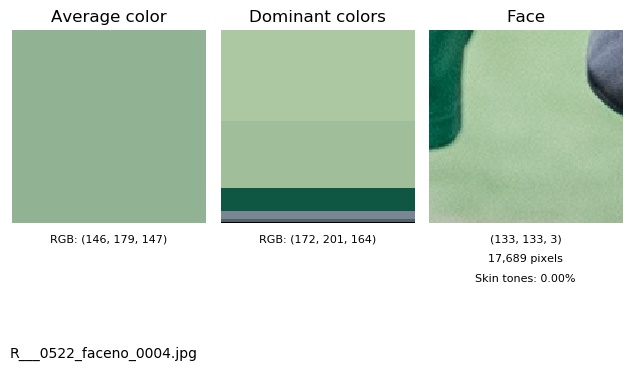 Average color
Dominant colors
Face
RGB: (146, 179, 147)
RGB: (172, 201, 164)
(133, 133, 3)
17,689 pixels
Skin tones: 0.00%
R___0522_faceno_0004.jpg